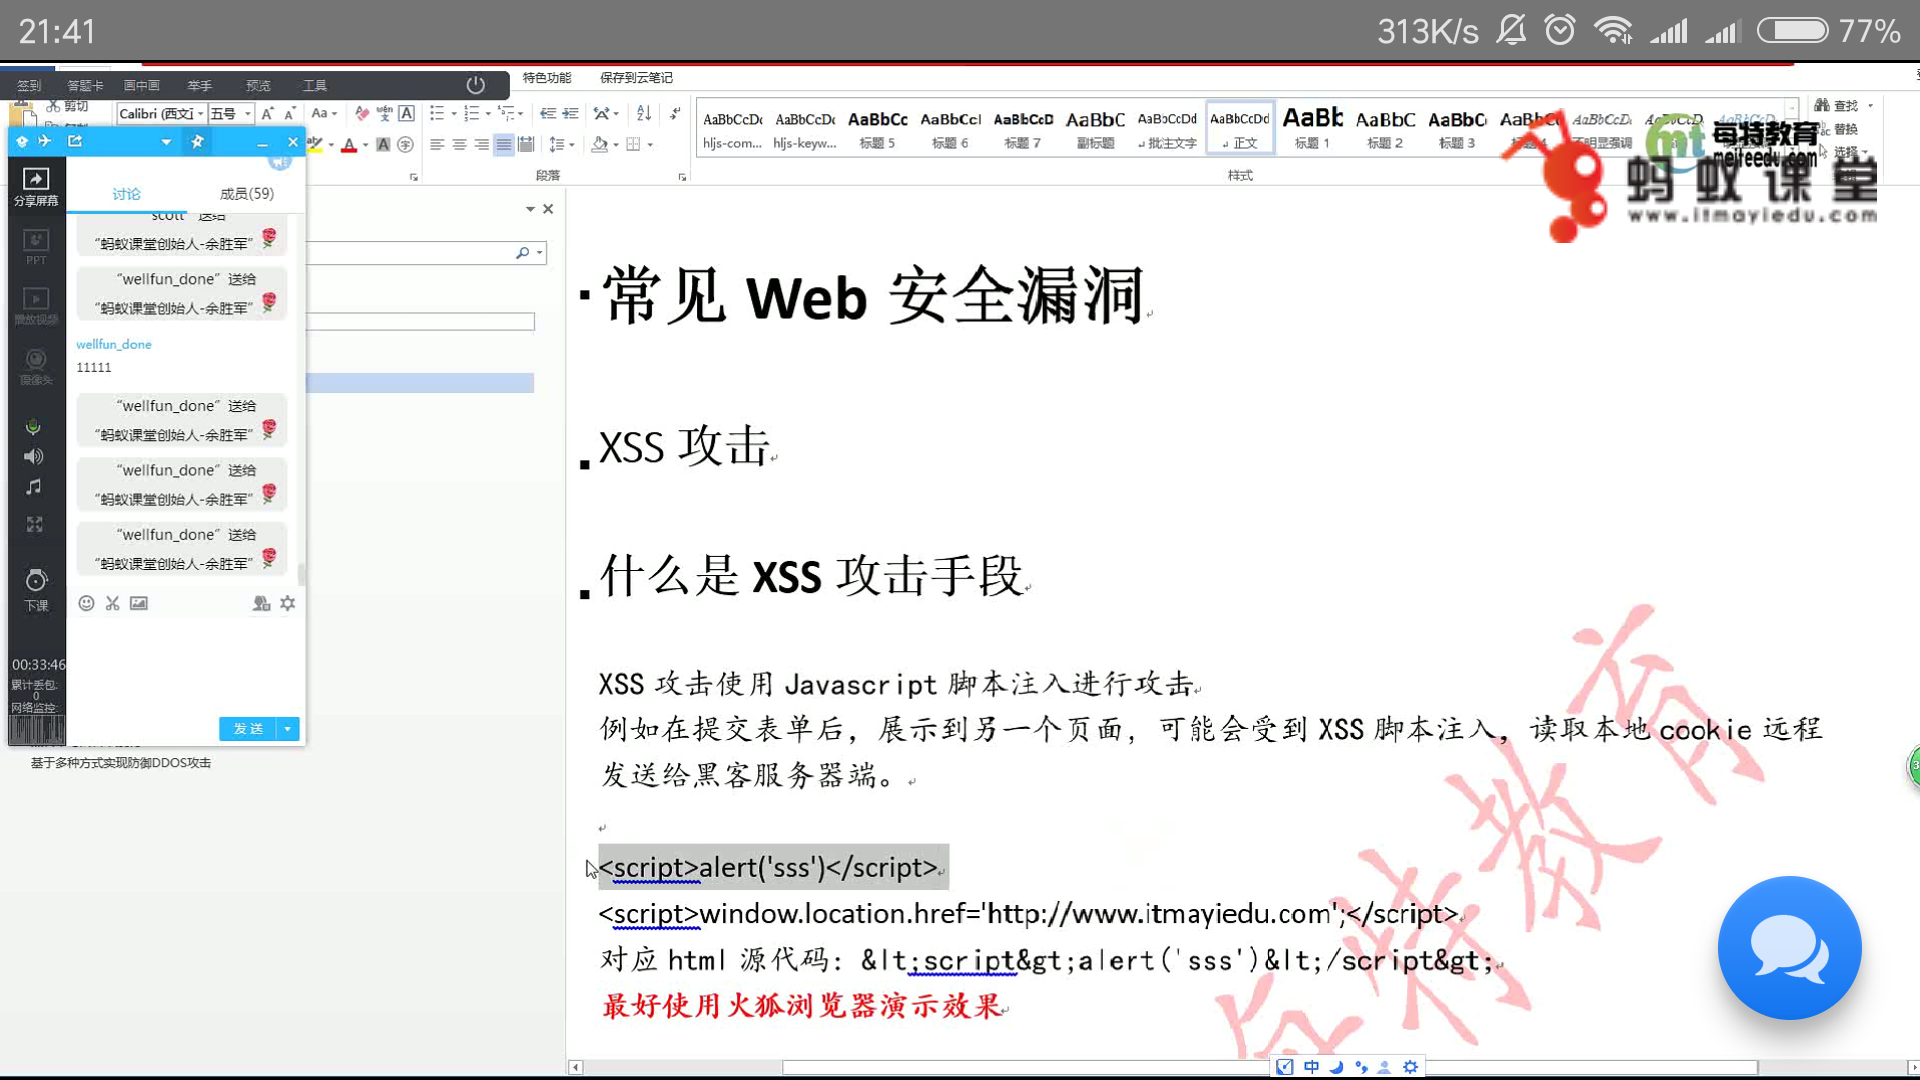 21:41
313K/s
77%
签到 答题卡 画中画 举手 预览 工具
特色功能 保存到云笔记
剪切
Calibri (西文] 五号
AaBbCcDc AaBbCcDc AaBbCc AaBbCcI AaBbCcD AaBbC AaBbCcDd AaBbCcDd AaBb AaBbC AaBbC
hljs-com... hljs-keyw... 标题 5 标题 6 标题 7 副标题 批注文字 正文 标题 1 标题 2 标题 3
段落
样式
查找
替换
选择
每特教育
meiteedu.com
蚂蚁课堂
www.itmayiedu.com
分享屏幕
PPT
播放视频
摄像头
下课
00:33:46
累计丢包:
0
网络监控:
讨论
成员(59)
scott” 送给
“蚂蚁课堂创始人-余胜军”
“wellfun_done” 送给
“蚂蚁课堂创始人-余胜军”
wellfun_done
11111
“wellfun_done” 送给
“蚂蚁课堂创始人-余胜军”
“wellfun_done” 送给
“蚂蚁课堂创始人-余胜军”
“wellfun_done” 送给
“蚂蚁课堂创始人-余胜军”
发送
基于多种方式实现防御DDOS攻击
常见 Web 安全漏洞
XSS 攻击
什么是 XSS 攻击手段
XSS 攻击使用 Javascript 脚本注入进行攻击
例如在提交表单后，展示到另一个页面，可能会受到 XSS 脚本注入，读取本地 cookie 远程
发送给黑客服务器端。
<script>alert('sss')</script>
<script>window.location.href='http://www.itmayiedu.com';</script>
对应 html 源代码：&lt;script&gt;alert('sss')&lt;/script&gt;
最好使用火狐浏览器演示效果
每特教育
中